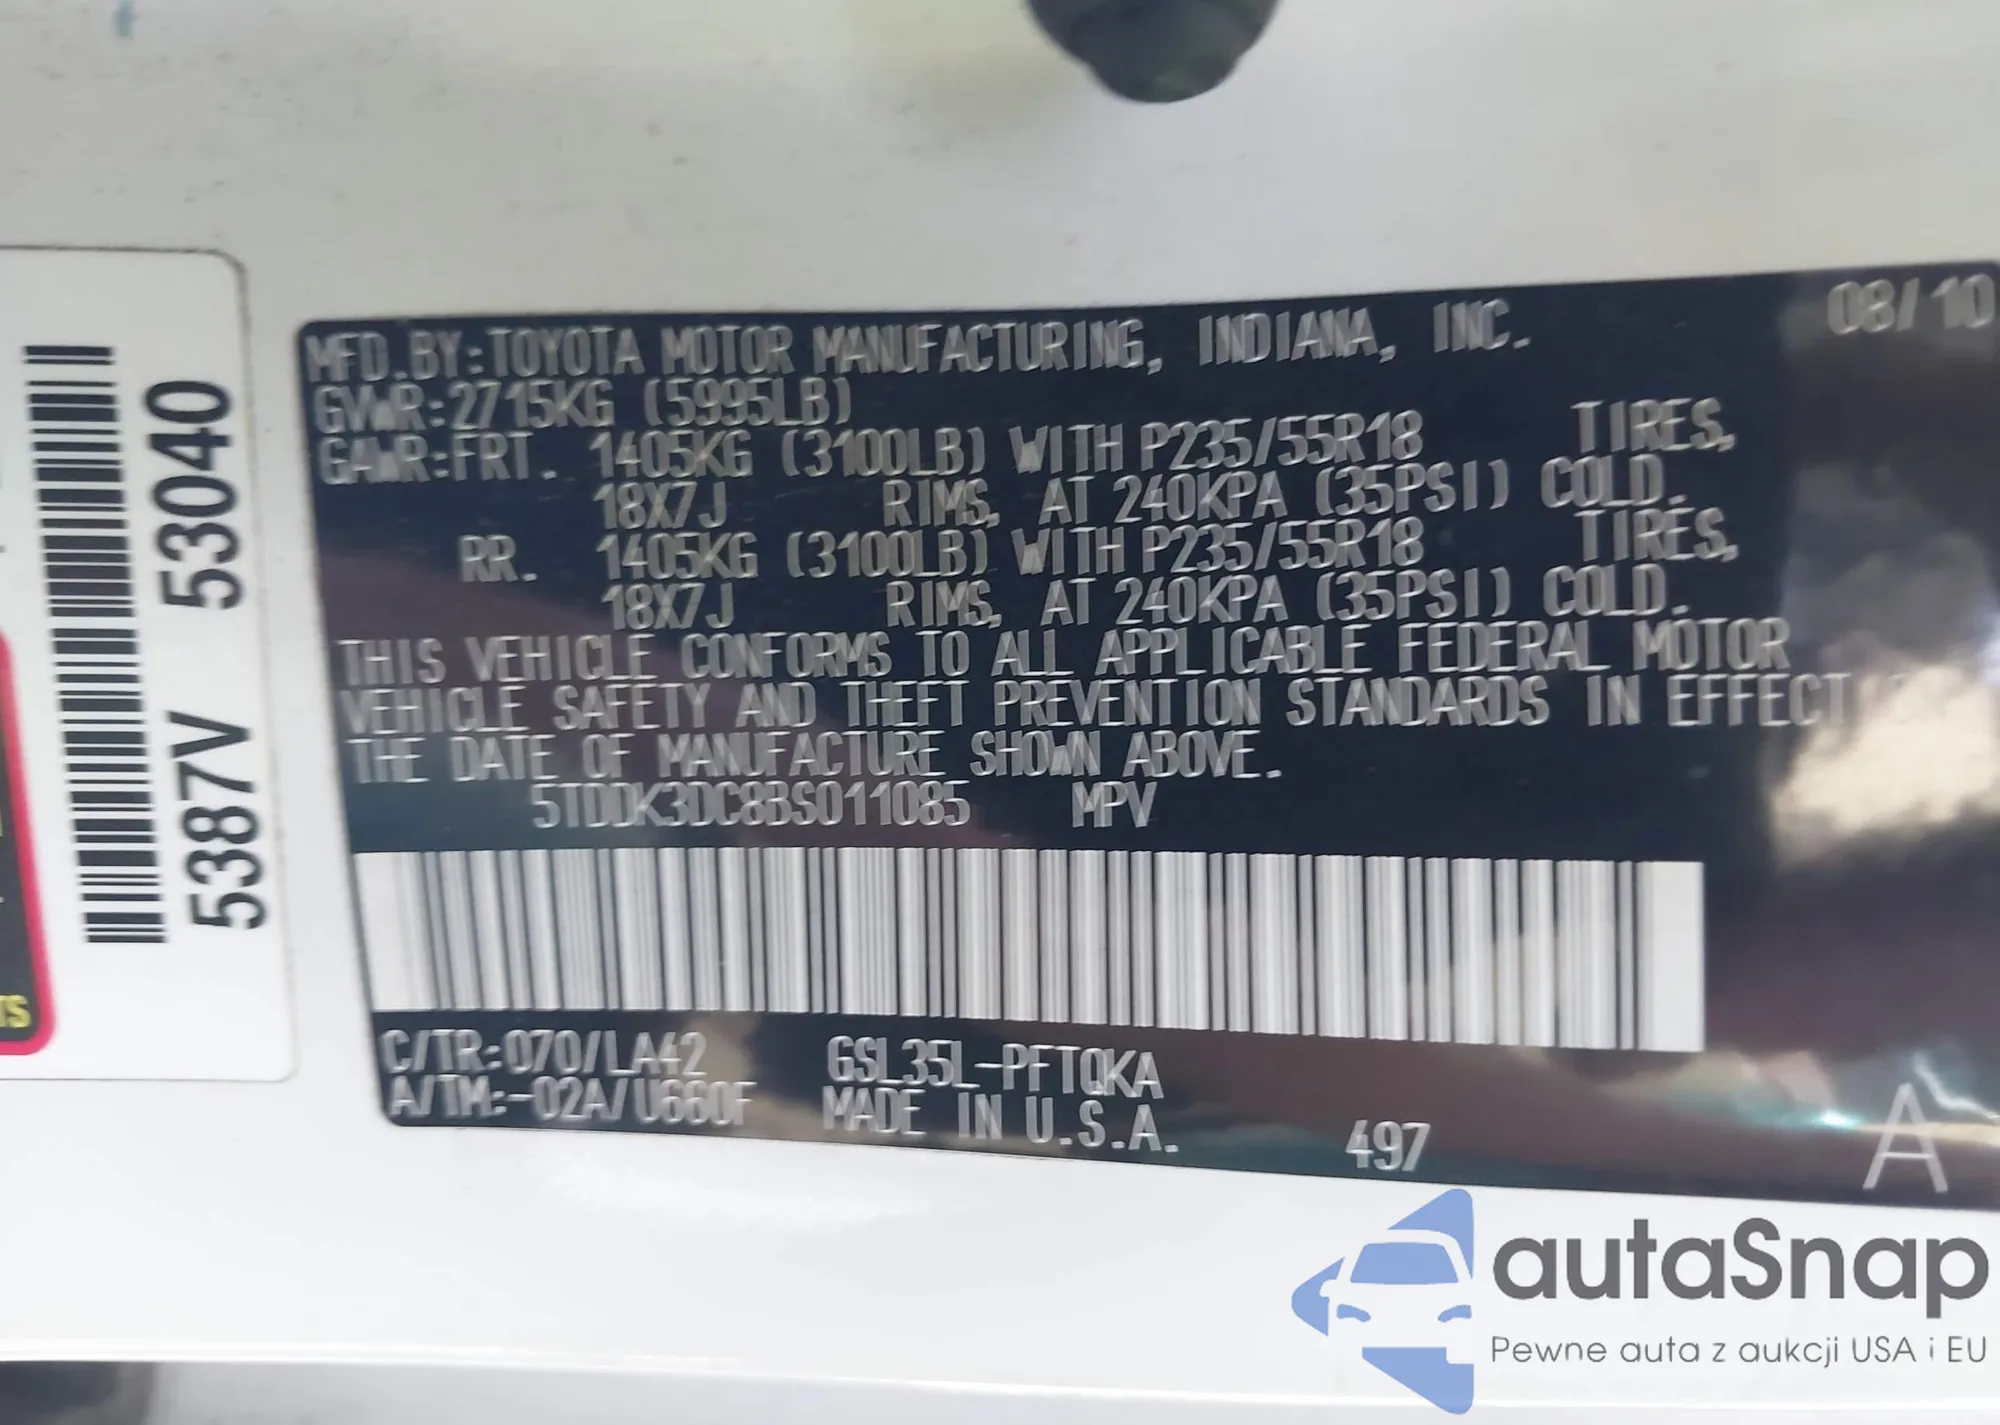 MFD.BY:TOYOTA MOTOR MANUFACTURING, INDIANA, INC. 08/10
GVWR:2715KG (5995LB)
GAWR:FRT. 1405KG (3100LB) WITH P235/55R18 TIRES,
18X7J RIMS, AT 240KPA (35PSI) COLD.
RR. 1405KG (3100LB) WITH P235/55R18 TIRES,
18X7J RIMS, AT 240KPA (35PSI) COLD.
THIS VEHICLE CONFORMS TO ALL APPLICABLE FEDERAL MOTOR
VEHICLE SAFETY AND THEFT PREVENTION STANDARDS IN EFFECT
THE DATE OF MANUFACTURE SHOWN ABOVE.
5TDDK3DC8BS011085 MPV
C/TR:070/LA42 GSL35L-PFTQKA
A/TM:-02A/U660F MADE IN U.S.A. 497 A
5387V 53040
TS
autaSnap
Pewne auta z aukcji USA i EU